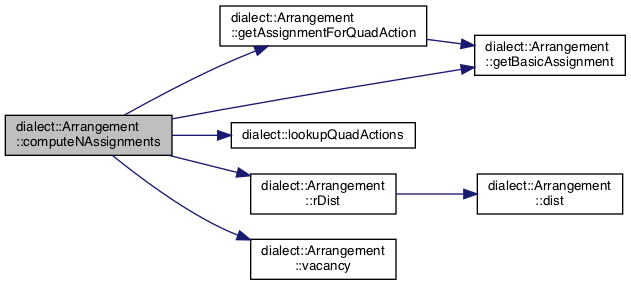 dialect::Arrangement
::getAssignmentForQuadAction
dialect::Arrangement
::getBasicAssignment
dialect::Arrangement
::computeNAssignments
dialect::lookupQuadActions
dialect::Arrangement
::rDist
dialect::Arrangement
::dist
dialect::Arrangement
::vacancy